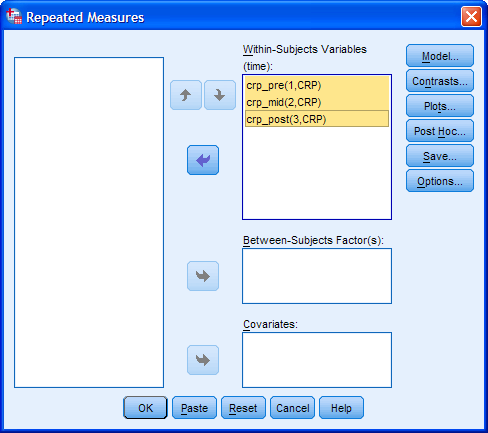 Repeated Measures
Within-Subjects Variables
(time):
crp_pre(1,CRP)
crp_mid(2,CRP)
crp_post(3,CRP)
Model...
Contrasts...
Plots...
Post Hoc...
Save...
Options...
Between-Subjects Factor(s):
Covariates:
OK Paste Reset Cancel Help